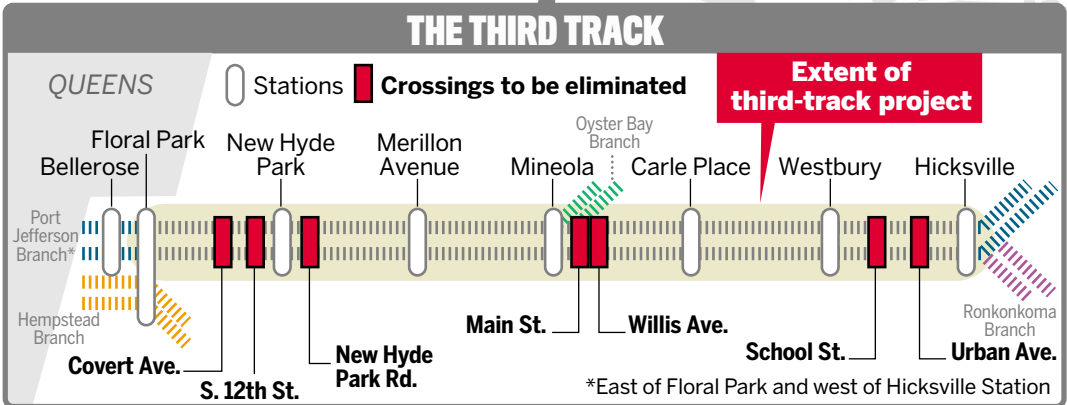 THE THIRD TRACK
QUEENS
Stations
Crossings to be eliminated
Extent of
third-track project
Bellerose
Floral Park
New Hyde
Park
Merillon
Avenue
Mineola
Oyster Bay
Branch
Carle Place
Westbury
Hicksville
Port
Jefferson
Branch*
Hempstead
Branch
Covert Ave.
S. 12th St.
New Hyde
Park Rd.
Main St.
Willis Ave.
School St.
Urban Ave.
Ronkonkoma
Branch
*East of Floral Park and west of Hicksville Station